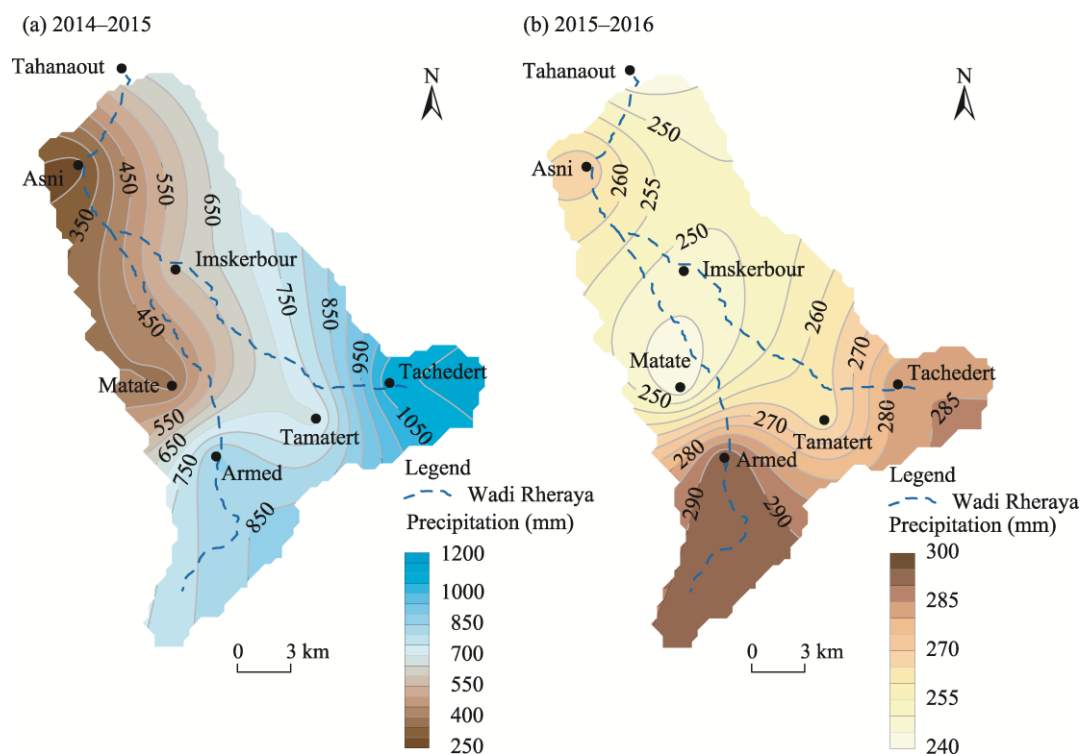 (a) 2014–2015
Tahanaout
N
Asni
450
550
650
350
Imskerbour
750
850
450
950
Matate
Tachedert
1050
550
650
Tamatert
750
Armed
850
Legend
Wadi Rheraya
Precipitation (mm)
1200
1000
850
700
550
400
250
0 3 km
(b) 2015–2016
Tahanaout
N
250
Asni
260
255
250
Imskerbour
260
270
Matate
Tachedert
250
285
280
270
Tamatert
280
Armed
290
290
Legend
Wadi Rheraya
Precipitation (mm)
300
285
270
255
240
0 3 km